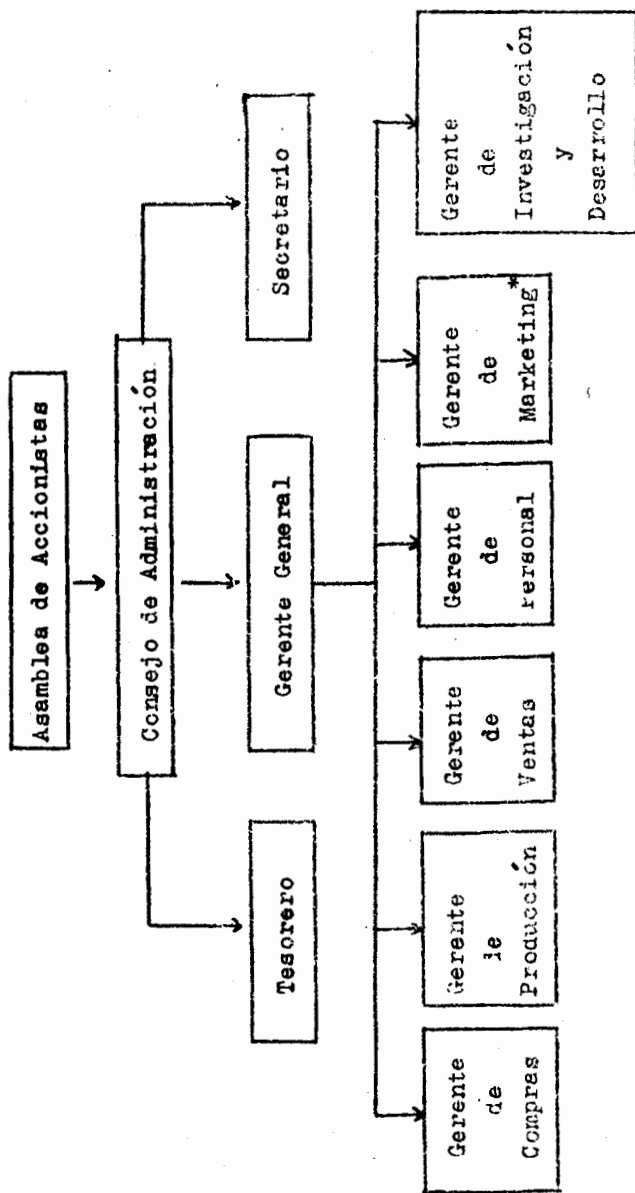 Asamblea de Accionistas
Consejo de Administración
Tesorero
Gerente General
Secretario
Gerente
de
Compras
Gerente
de
Producción
Gerente
de
Ventas
Gerente
de
Personal
Gerente
de
Marketing*
Gerente
de
Investigación
y
Desarrollo